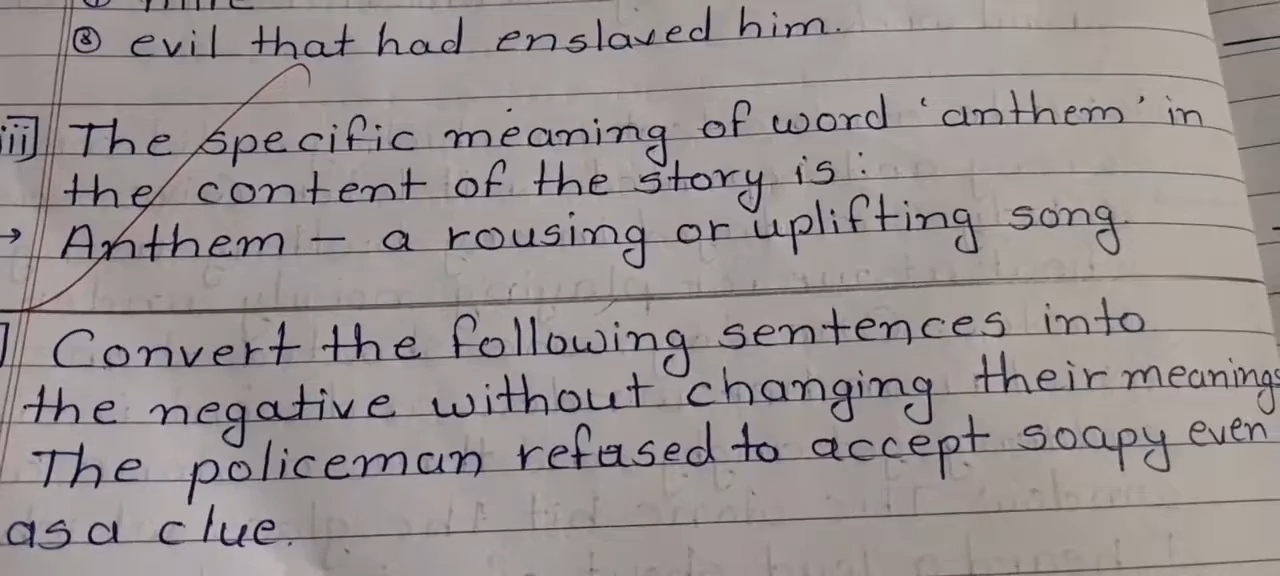 ② evil that had enslaved him.
iii] The specific meaning of word 'anthem' in
the content of the story is :
→ Anthem – a rousing or uplifting song.
] Convert the following sentences into
the negative without changing their meanings
The policeman refused to accept soapy even
as a clue.